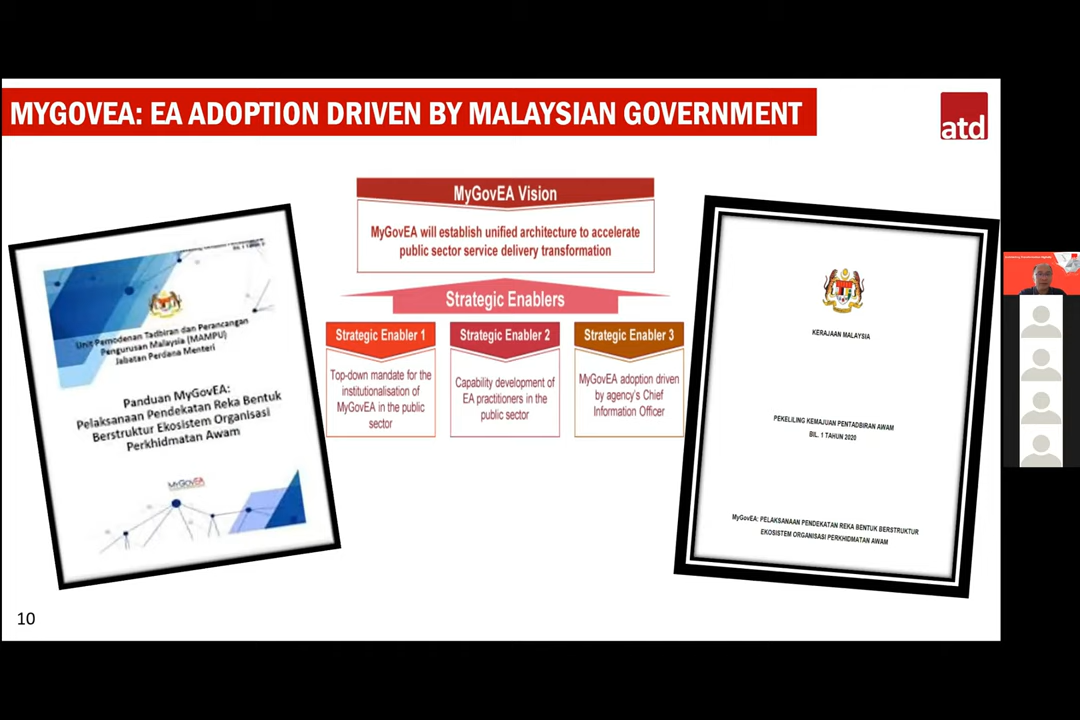 MYGOVEA: EA ADOPTION DRIVEN BY MALAYSIAN GOVERNMENT
atd
Unit Pemodenan Tadbiran dan Perancangan
Pengurusan Malaysia (MAMPU)
Jabatan Perdana Menteri
Panduan MyGovEA:
Pelaksanaan Pendekatan Reka Bentuk
Berstruktur Ekosistem Organisasi
Perkhidmatan Awam
MyGovEA
MyGovEA Vision
MyGovEA will establish unified architecture to accelerate
public sector service delivery transformation
Strategic Enablers
Strategic Enabler 1
Top-down mandate for the
institutionalisation of
MyGovEA in the public
sector
Strategic Enabler 2
Capability development of
EA practitioners in the
public sector
Strategic Enabler 3
MyGovEA adoption driven
by agency's Chief
Information Officer
KERAJAAN MALAYSIA
PEKELILING KEMAJUAN PENTADBIRAN AWAM
BIL. 1 TAHUN 2020
MyGovEA: PELAKSANAAN PENDEKATAN REKA BENTUK BERSTRUKTUR
EKOSISTEM ORGANISASI PERKHIDMATAN AWAM
10